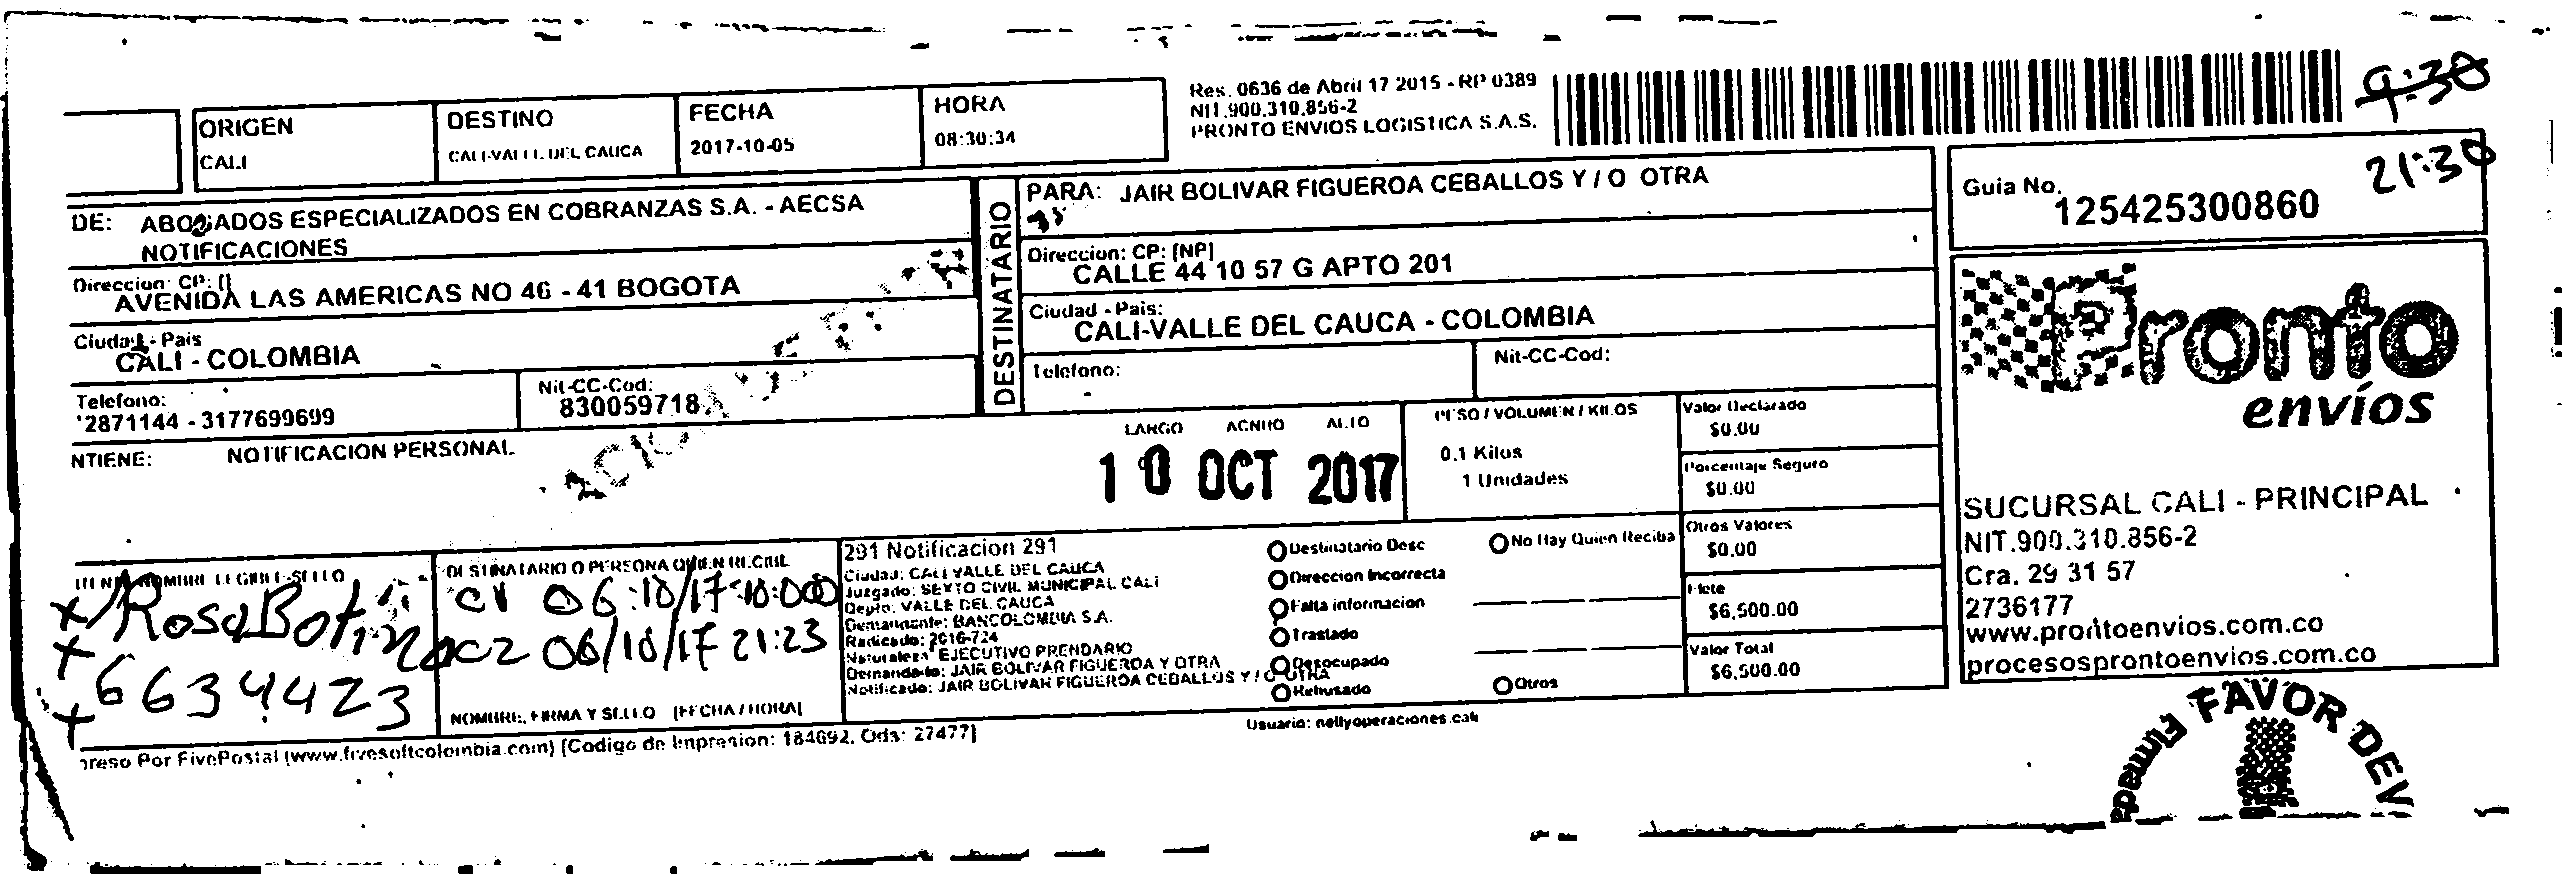 ORIGEN
CALI
DESTINO
CALI-VALLE DEL CAUCA
FECHA
2017-10-05
HORA
08:30:34
Res. 0636 de Abril 17 2015 - RP 0389
NIT.900.310.856-2
PRONTO ENVIOS LOGISTICA S.A.S.
9:30
21:30
Guia No.
125425300860
DE: ABOGADOS ESPECIALIZADOS EN COBRANZAS S.A. - AECSA
NOTIFICACIONES
Direccion: CP: []
AVENIDA LAS AMERICAS NO 46 - 41 BOGOTA
Ciudad - Pais
CALI - COLOMBIA
Telefono:
2871144 - 3177699699
Nit-CC-Cod:
830059718
NTIENE: NOTIFICACION PERSONAL
DESTINATARIO
PARA: JAIR BOLIVAR FIGUEROA CEBALLOS Y / O OTRA
Direccion: CP: [NP]
CALLE 44 10 57 G APTO 201
Ciudad - Pais:
CALI-VALLE DEL CAUCA - COLOMBIA
Telefono:
Nit-CC-Cod:
LARGO ACNHO ALTO
10 OCT 2017
PESO / VOLUMEN / KILOS
0.1 Kilos
1 Unidades
Valor Declarado
$0.00
Porcentaje Seguro
$0.00
Otros Valores
$0.00
Flete
$6,500.00
Valor Total
$6,500.00
Pronto
envíos
SUCURSAL CALI - PRINCIPAL
NIT.900.310.856-2
Cra. 29 31 57
2736177
www.prontoenvios.com.co
procesosprontoenvios.com.co
NOMBRE LEGIBLE-SELLO
Rosa Botina
6634423
DESTINATARIO O PERSONA QUIEN RECIBE
06/10/17 10:00
06/10/17 21:23
NOMBRE, FIRMA Y SELLO [FECHA / HORA]
291 Notificacion 291
Ciudad: CALI VALLE DEL CAUCA
Juzgado: SEXTO CIVIL MUNICIPAL CALI
Depto: VALLE DEL CAUCA
Demandante: BANCOLOMBIA S.A.
Radicado: 2016-724
Naturaleza: EJECUTIVO PRENDARIO
Demandado: JAIR BOLIVAR FIGUEROA Y OTRA
Notificado: JAIR BOLIVAR FIGUEROA CEBALLOS Y / O OTRA
Destinatario Desc
Direccion Incorrecta
Falta informacion
Traslado
Desocupado
Rehusado
No Hay Quien Reciba
Otros
preso Por FivePostal (www.fivesoftcolombia.com) [Codigo de Impresion: 184692, Ods: 27477]
Usuario: nellyoperaciones.cali
FAVOR DEV
Firmada